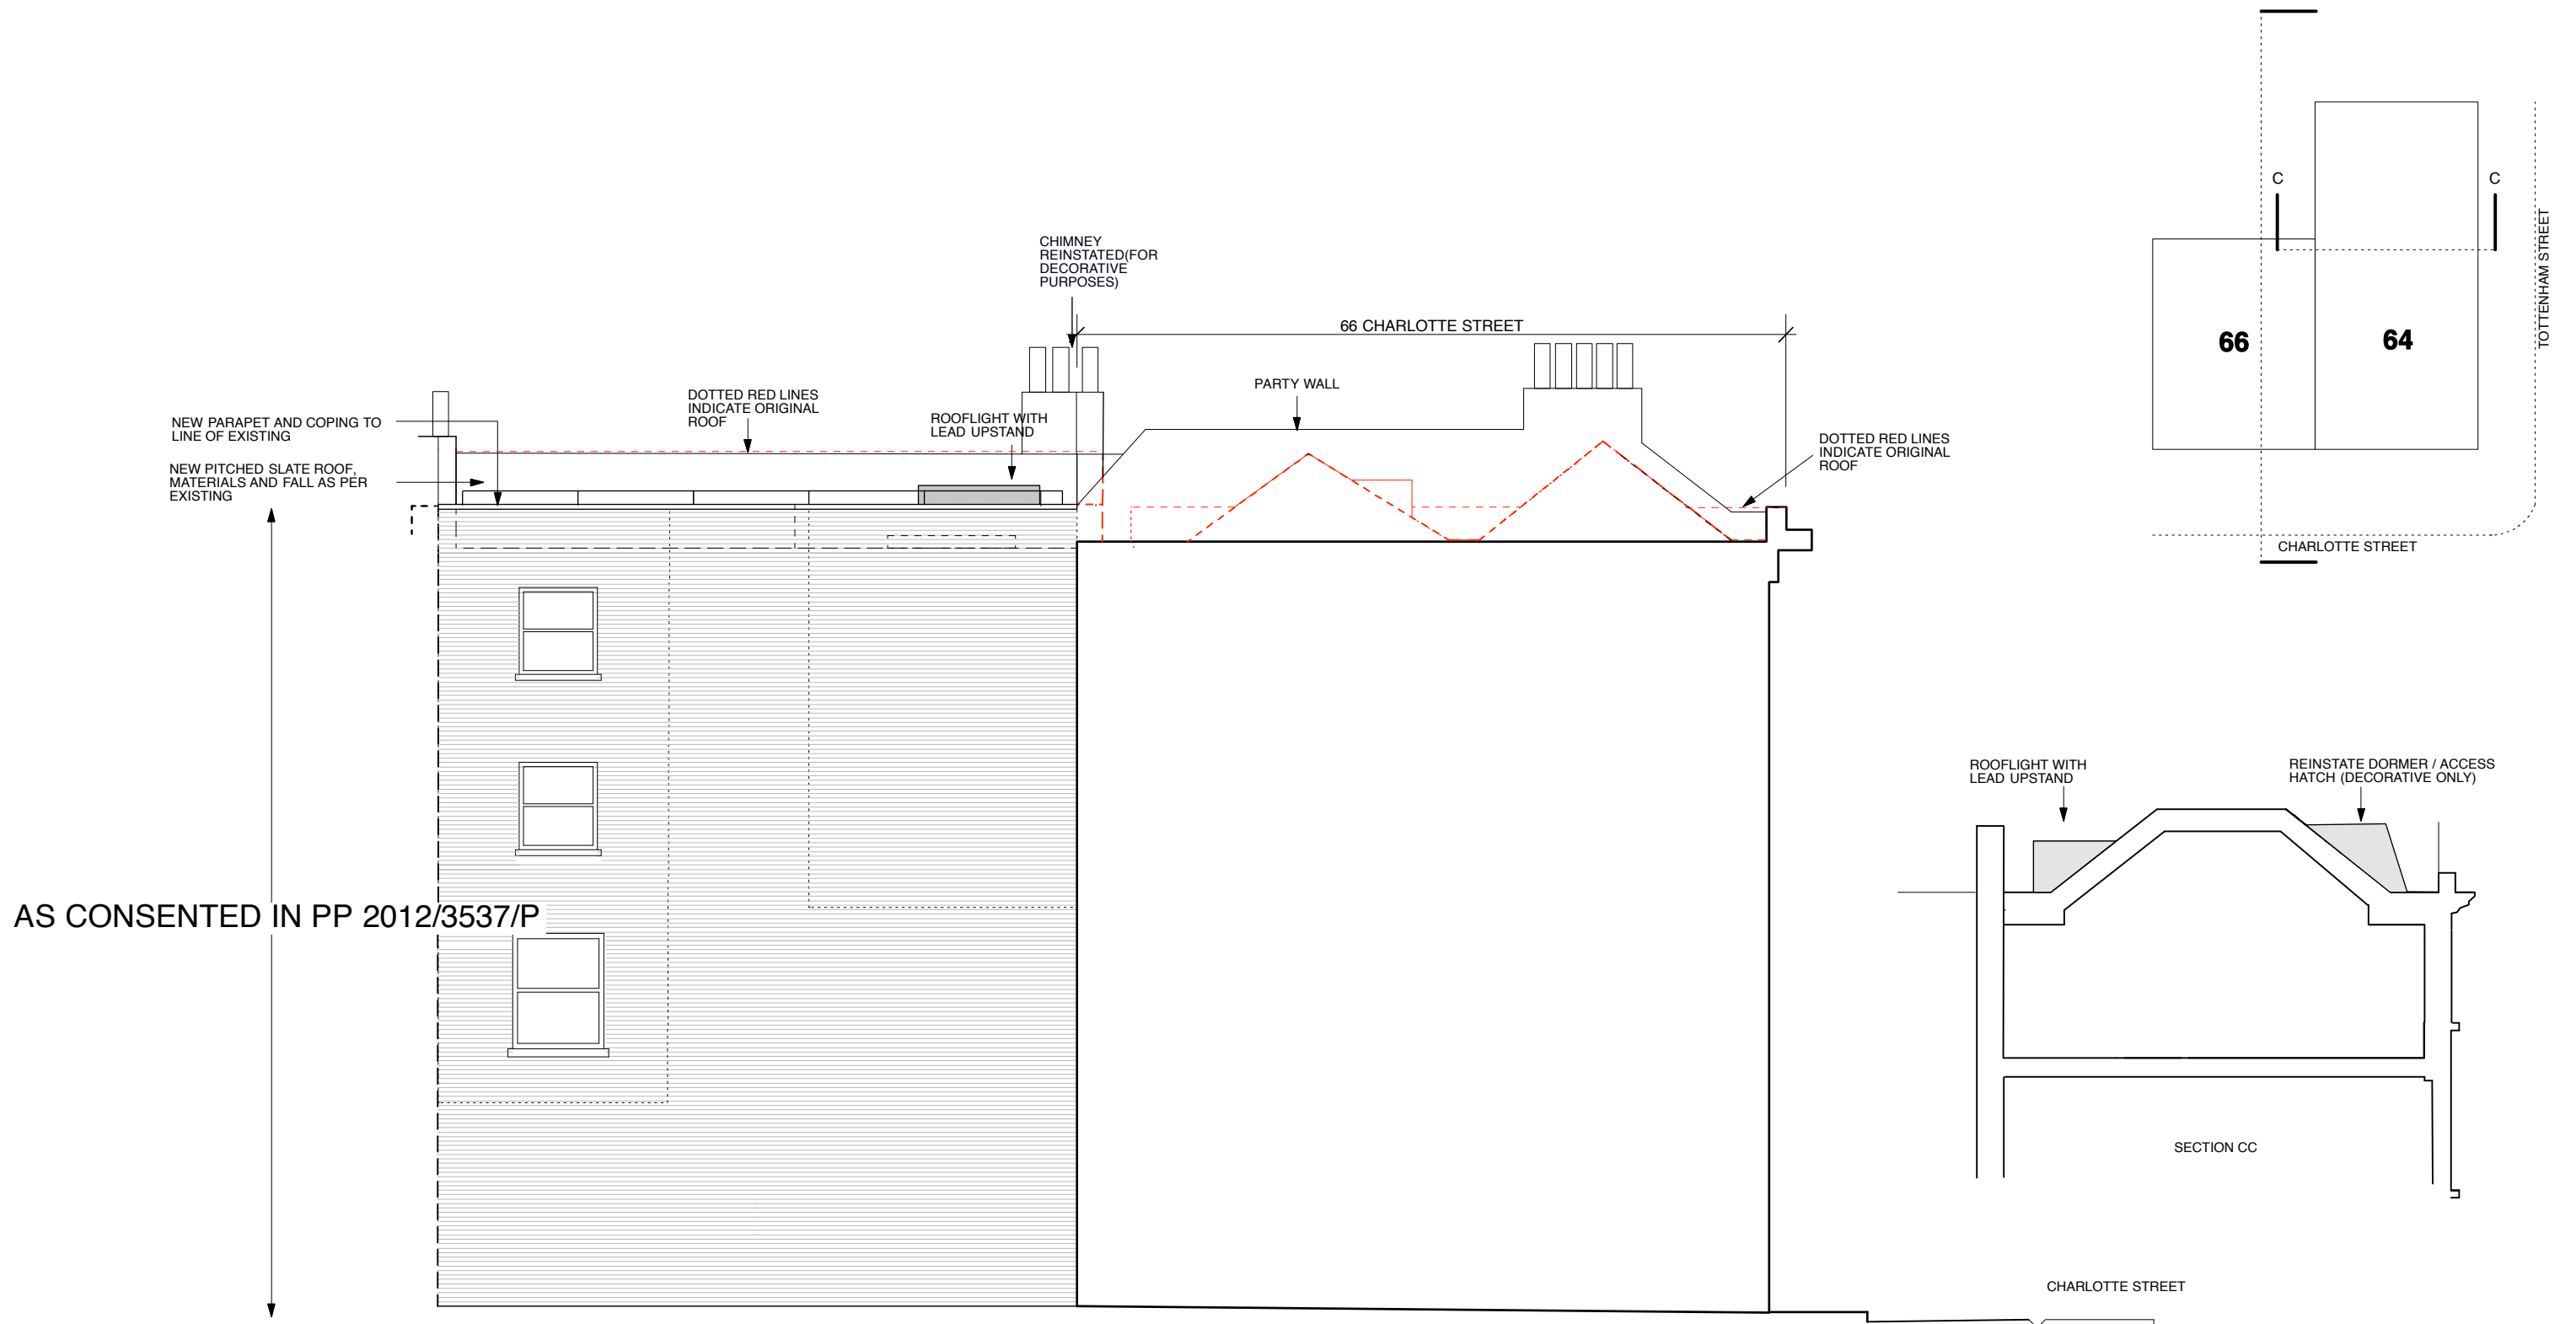 CHIMNEY
REINSTATED(FOR
DECORATIVE
PURPOSES)
66 CHARLOTTE STREET
PARTY WALL
DOTTED RED LINES
INDICATE ORIGINAL
ROOF
ROOFLIGHT WITH
LEAD UPSTAND
NEW PARAPET AND COPING TO
LINE OF EXISTING
NEW PITCHED SLATE ROOF,
MATERIALS AND FALL AS PER
EXISTING
DOTTED RED LINES
INDICATE ORIGINAL
ROOF
AS CONSENTED IN PP 2012/3537/P
C
C
66
64
TOTTENHAM STREET
CHARLOTTE STREET
ROOFLIGHT WITH
LEAD UPSTAND
REINSTATE DORMER / ACCESS
HATCH (DECORATIVE ONLY)
SECTION CC
CHARLOTTE STREET